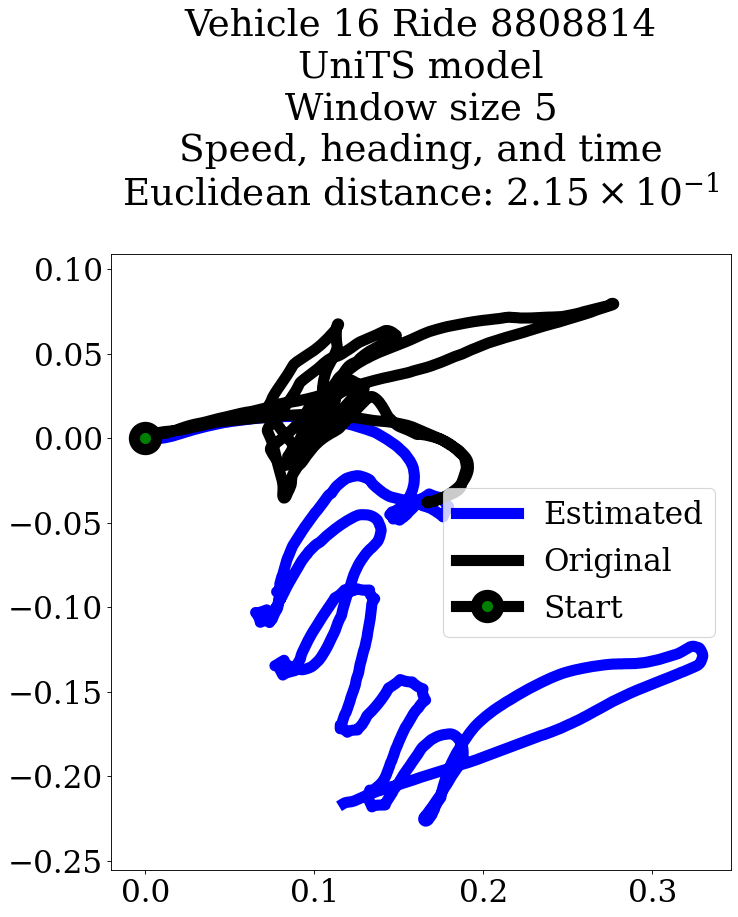 Vehicle 16 Ride 8808814
UniTS model
Window size 5
Speed, heading, and time
Euclidean distance: 2.15 × 10⁻¹
0.10
0.05
0.00
−0.05
−0.10
−0.15
−0.20
−0.25
Estimated
Original
Start
0.0 0.1 0.2 0.3